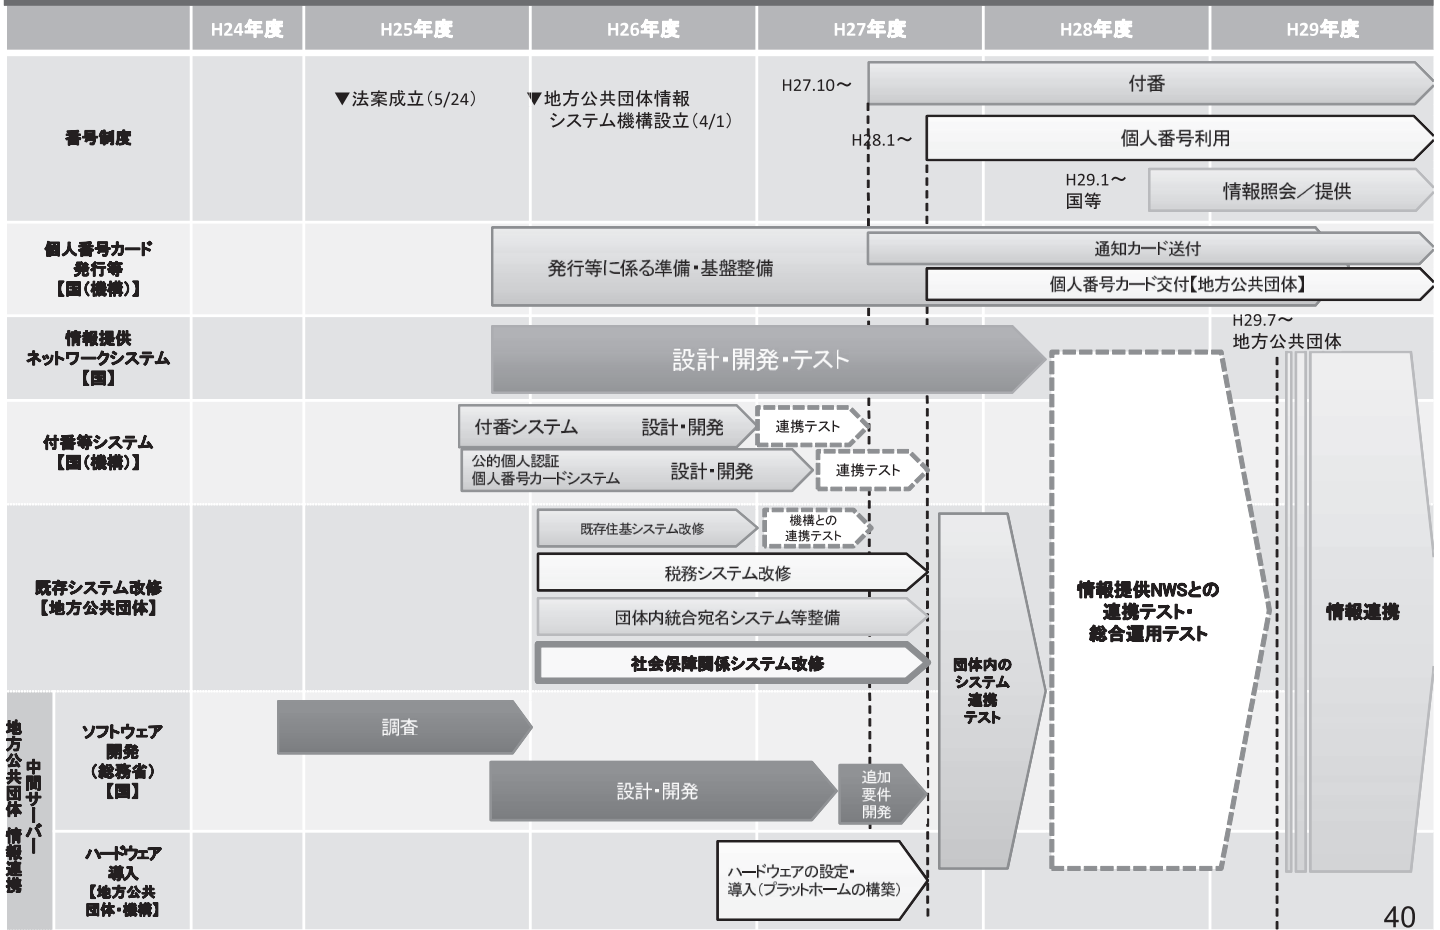 H24年度
H25年度
H26年度
H27年度
H28年度
H29年度
番号制度
▼法案成立（5/24）
▼地方公共団体情報
システム機構設立（4/1）
H27.10～
付番
H28.1～
個人番号利用
H29.1～
国等
情報照会／提供
個人番号カード
発行等
【国（機構）】
発行等に係る準備・基盤整備
通知カード送付
個人番号カード交付【地方公共団体】
情報提供
ネットワークシステム
【国】
設計・開発・テスト
H29.7～
地方公共団体
付番等システム
【国（機構）】
付番システム
設計・開発
連携テスト
公的個人認証
個人番号カードシステム
設計・開発
連携テスト
既存システム改修
【地方公共団体】
既存住基システム改修
機構との
連携テスト
税務システム改修
団体内統合宛名システム等整備
社会保障関係システム改修
団体内の
システム
連携
テスト
情報提供NWSとの
連携テスト・
総合運用テスト
情報連携
地方公共団体 情報連携
中間サーバー
ソフトウェア
開発
（総務省）
【国】
調査
設計・開発
追加
要件
開発
ハードウェア
導入
【地方公共
団体・機構】
ハードウェアの設定・
導入（プラットホームの構築）
40